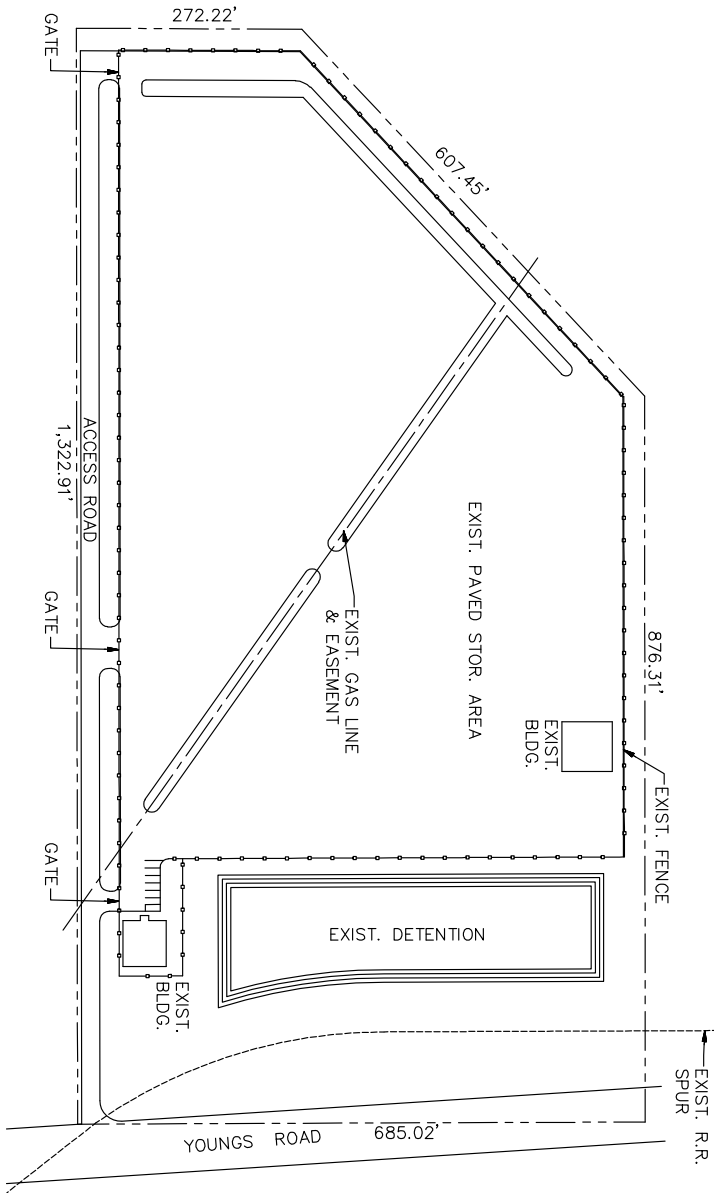 272.22'
GATE
607.45'
ACCESS ROAD
1,322.91'
EXIST. PAVED STOR. AREA
EXIST. GAS LINE
& EASEMENT
GATE
876.31'
EXIST.
BLDG.
EXIST. FENCE
GATE
EXIST. DETENTION
EXIST.
BLDG.
EXIST. R.R.
SPUR
YOUNGS ROAD
685.02'